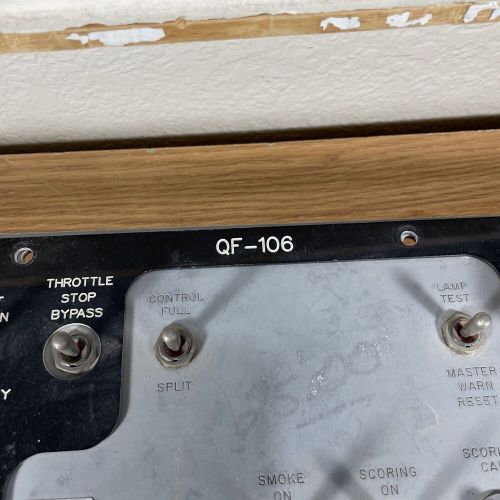 QF-106
THROTTLE
STOP
BYPASS
CONTROL
FULL
SPLIT
LAMP
TEST
MASTER
WARN
RESET
SMOKE
ON
SCORING
ON